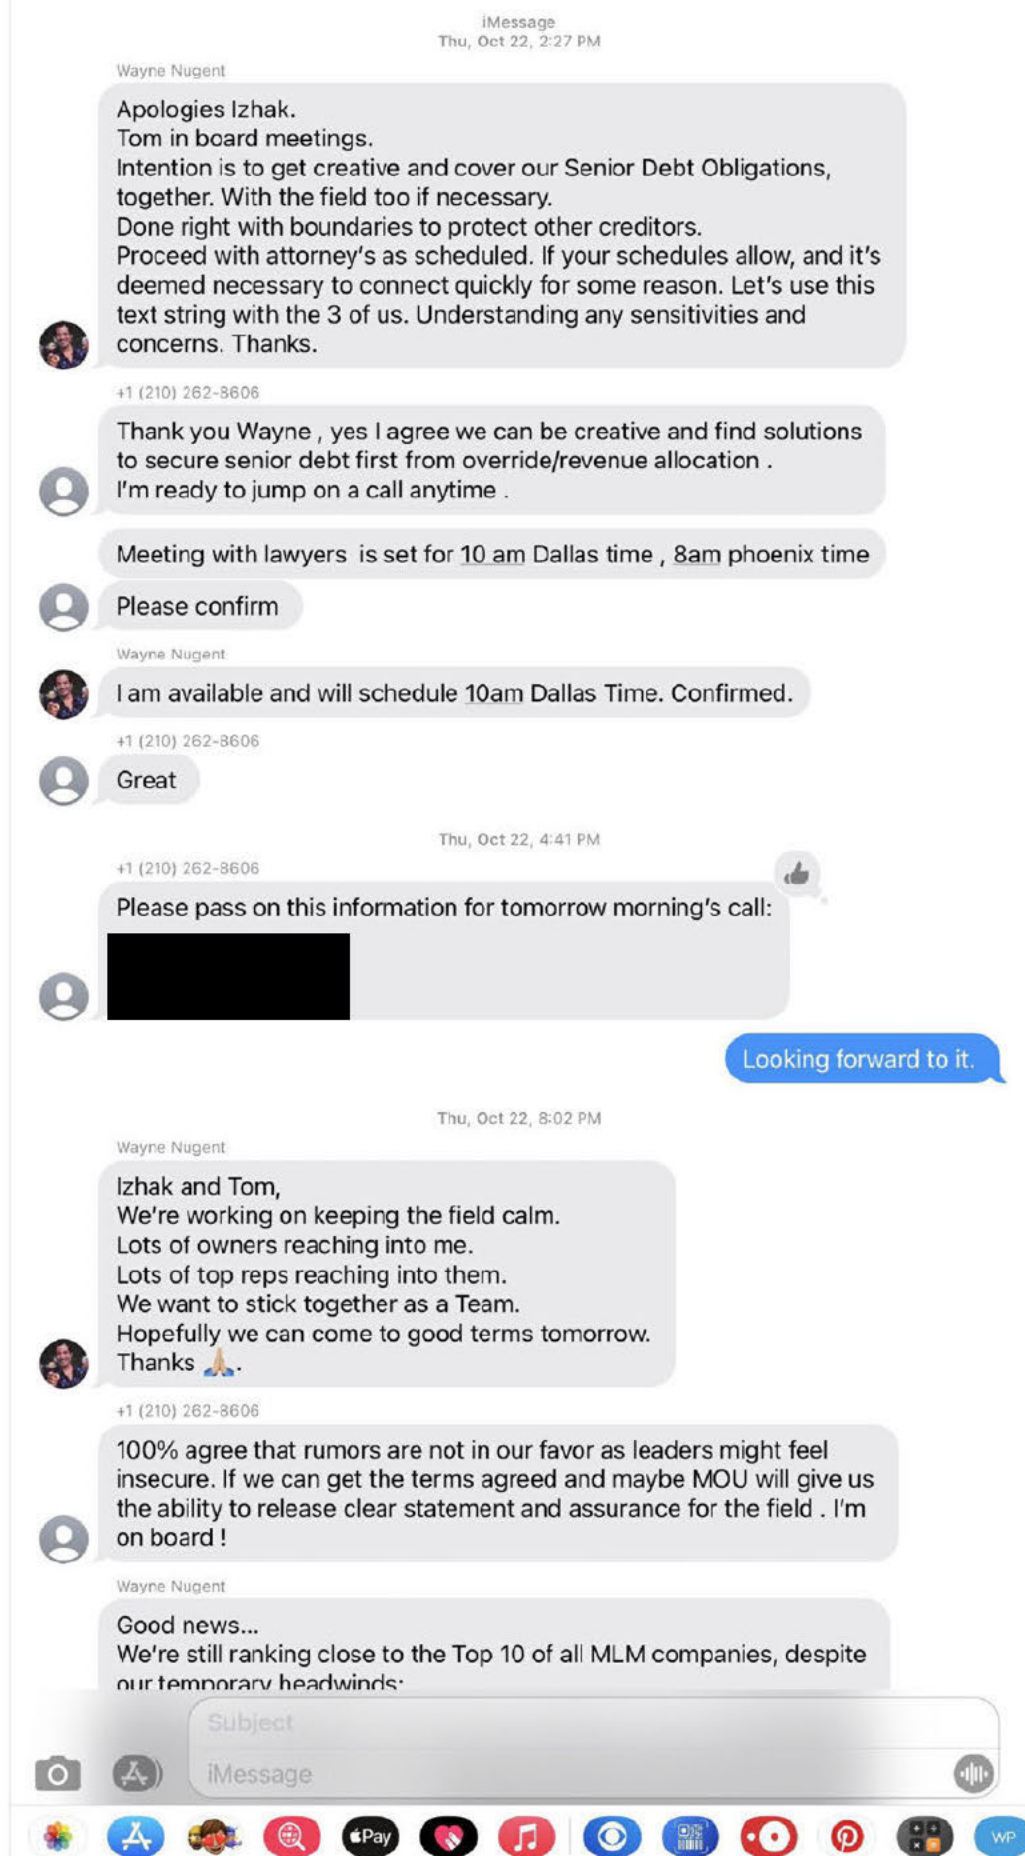 iMessage
Thu, Oct 22, 2:27 PM
Wayne Nugent
Apologies Izhak.
Tom in board meetings.
Intention is to get creative and cover our Senior Debt Obligations,
together. With the field too if necessary.
Done right with boundaries to protect other creditors.
Proceed with attorney's as scheduled. If your schedules allow, and it's
deemed necessary to connect quickly for some reason. Let's use this
text string with the 3 of us. Understanding any sensitivities and
concerns. Thanks.
+1 (210) 262-8606
Thank you Wayne , yes I agree we can be creative and find solutions
to secure senior debt first from override/revenue allocation .
I'm ready to jump on a call anytime .
Meeting with lawyers  is set for 10 am Dallas time , 8am phoenix time
Please confirm
Wayne Nugent
I am available and will schedule 10am Dallas Time. Confirmed.
+1 (210) 262-8606
Great
Thu, Oct 22, 4:41 PM
+1 (210) 262-8606
Please pass on this information for tomorrow morning's call:
Looking forward to it.
Thu, Oct 22, 8:02 PM
Wayne Nugent
Izhak and Tom,
We're working on keeping the field calm.
Lots of owners reaching into me.
Lots of top reps reaching into them.
We want to stick together as a Team.
Hopefully we can come to good terms tomorrow.
Thanks 🙏🏼.
+1 (210) 262-8606
100% agree that rumors are not in our favor as leaders might feel
insecure. If we can get the terms agreed and maybe MOU will give us
the ability to release clear statement and assurance for the field . I'm
on board !
Wayne Nugent
Good news...
We're still ranking close to the Top 10 of all MLM companies, despite
our temporary headwinds:
Subject
iMessage
Pay
WP